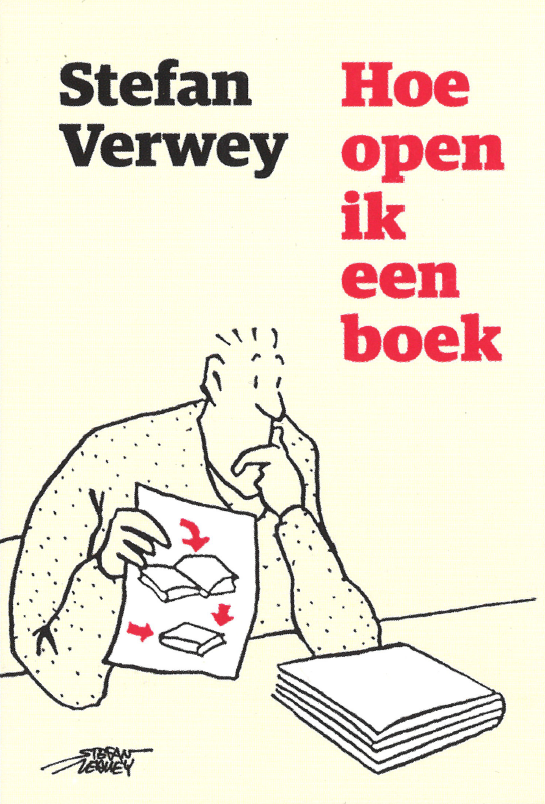 Stefan
Verwey
Hoe
open
ik
een
boek
STEFAN
VERWEY